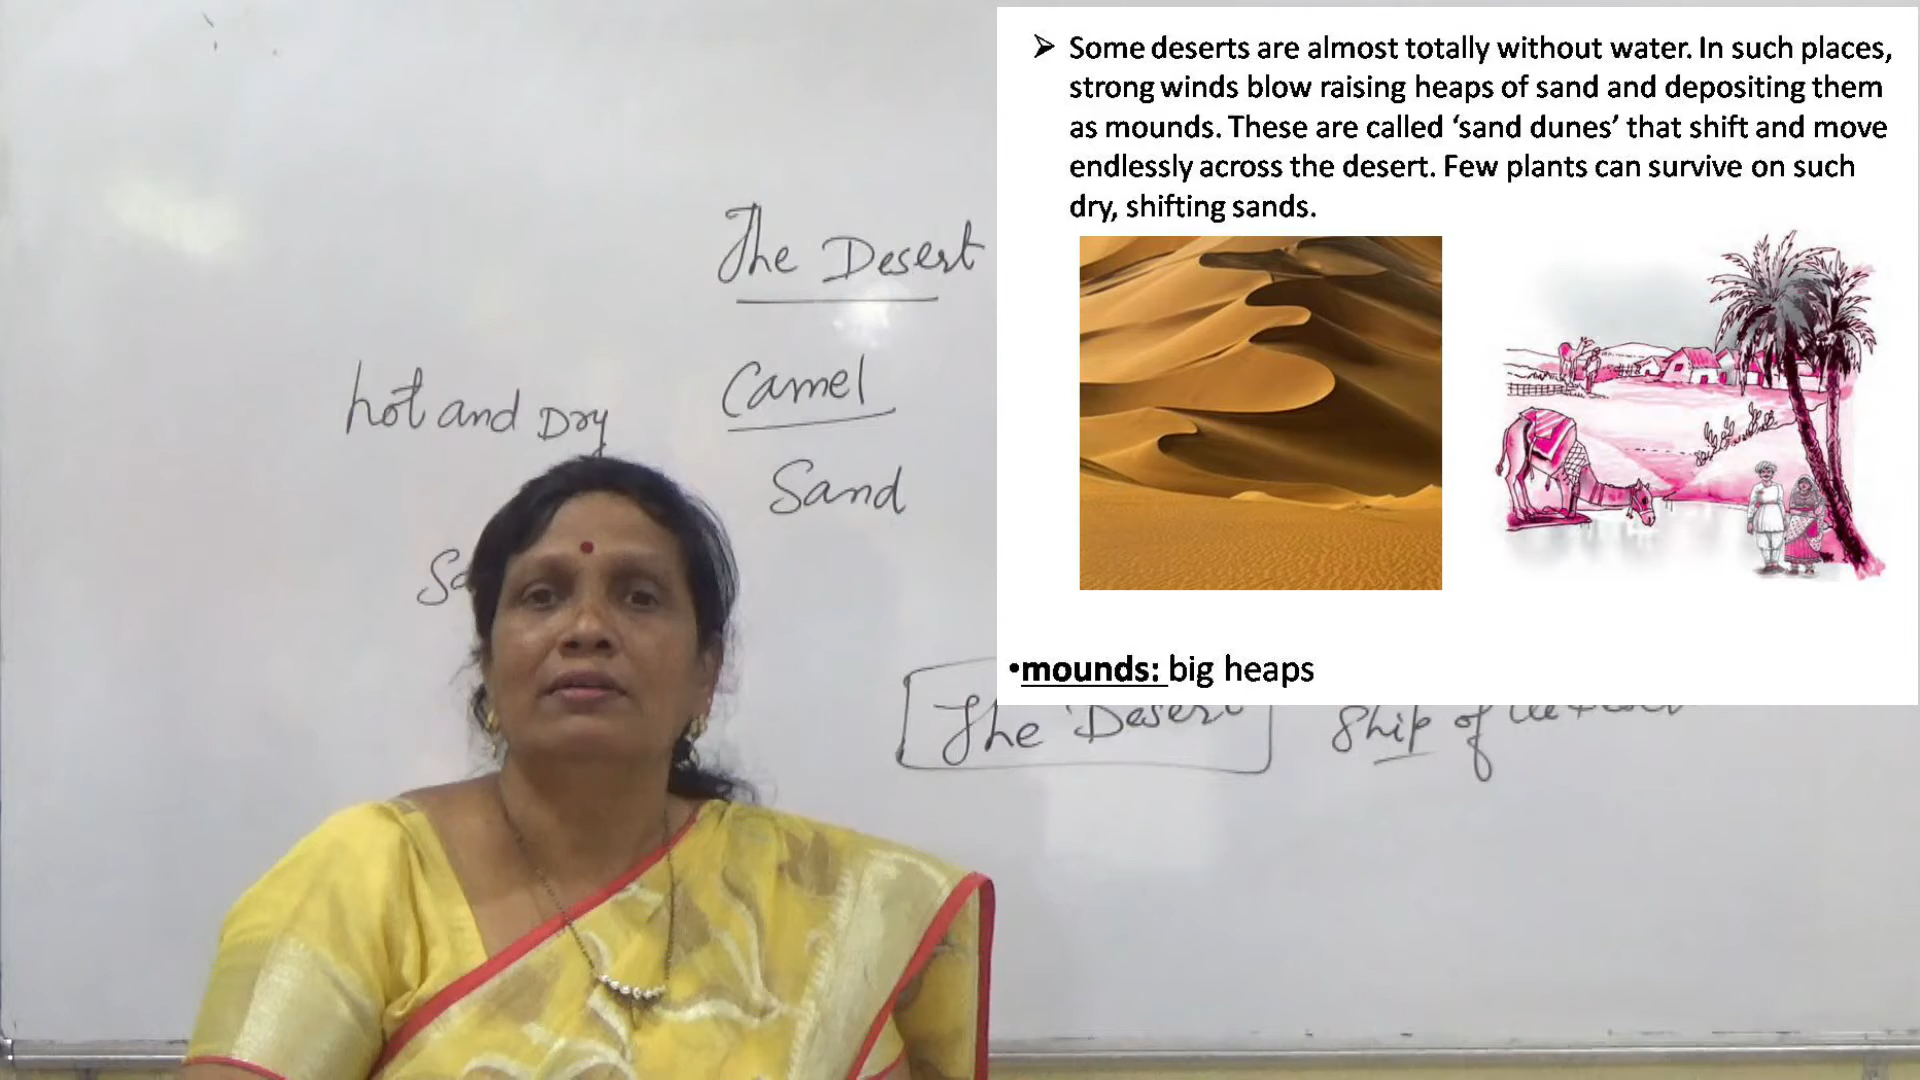 ➢ Some deserts are almost totally without water. In such places,
strong winds blow raising heaps of sand and depositing them
as mounds. These are called ‘sand dunes’ that shift and move
endlessly across the desert. Few plants can survive on such
dry, shifting sands.
•mounds: big heaps
The Desert
Camel
hot and Dry
Sand
The Desert
Ship of